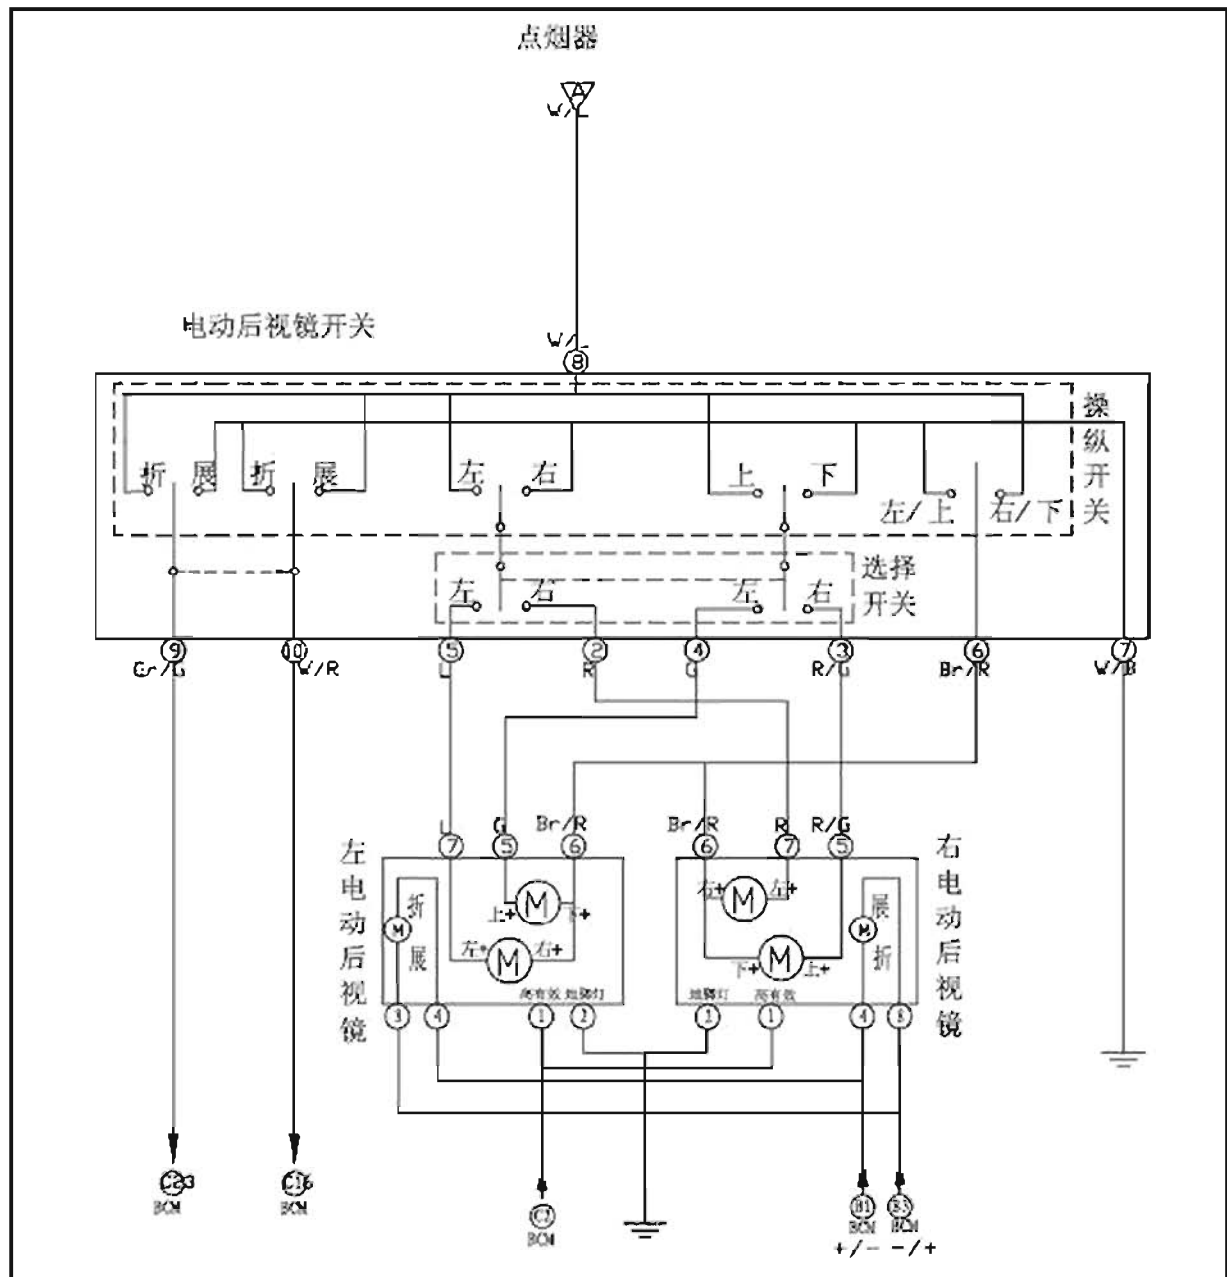 点烟器
A
电动后视镜开关
8
操纵开关
折 展 折 展 左 右 上 下
左/上 右/下
选择开关
左 右 左 右
9 10 5 2 4 3 6 7
Gr/G W/R R G R/G Br/R W/B
L G Br/R Br/R R R/G
7 5 6 6 7 5
左电动后视镜
右电动后视镜
折 M 展
上+ M 下+
左+ M 右+
右+ M 左+
下+ M 上+
展 M 折
高有效 地脚灯 地脚灯 高有效
3 4 1 2 1 4
C23 C16
BCM BCM
C2
BCM
B1 B3
BCM BCM
+/- -/+